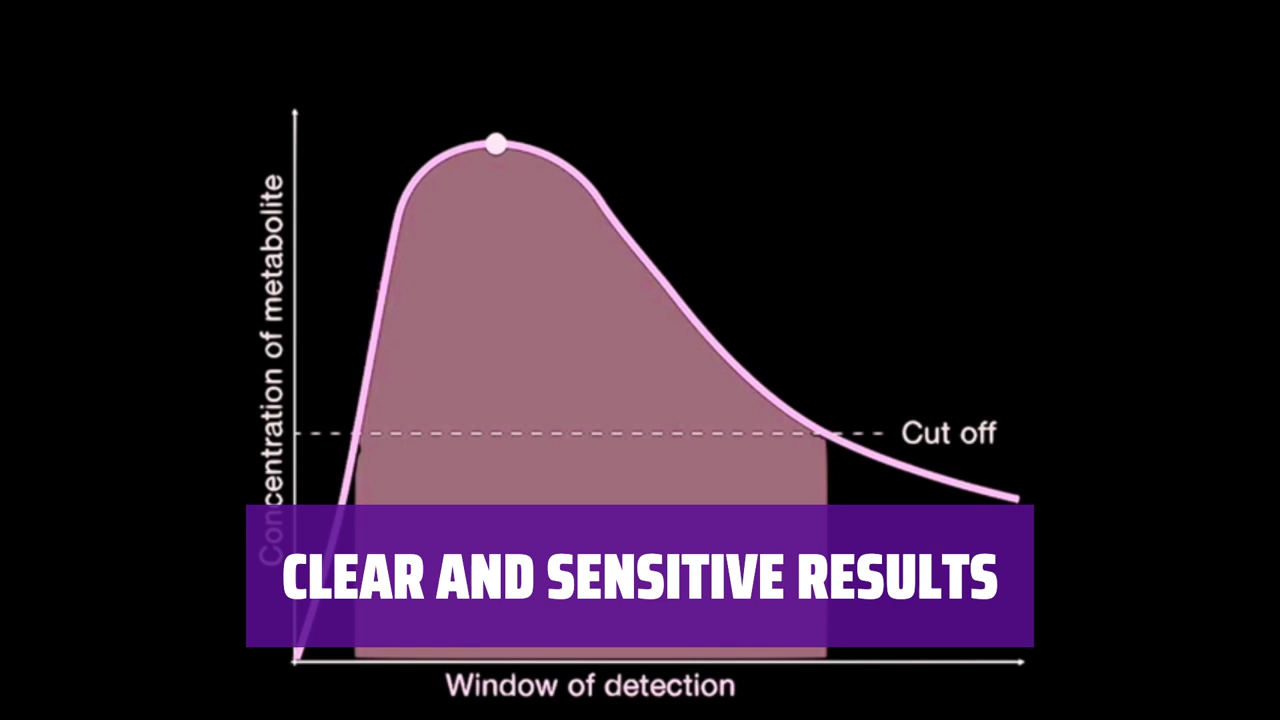 Concentration of metabolite
Cut off
CLEAR AND SENSITIVE RESULTS
Window of detection